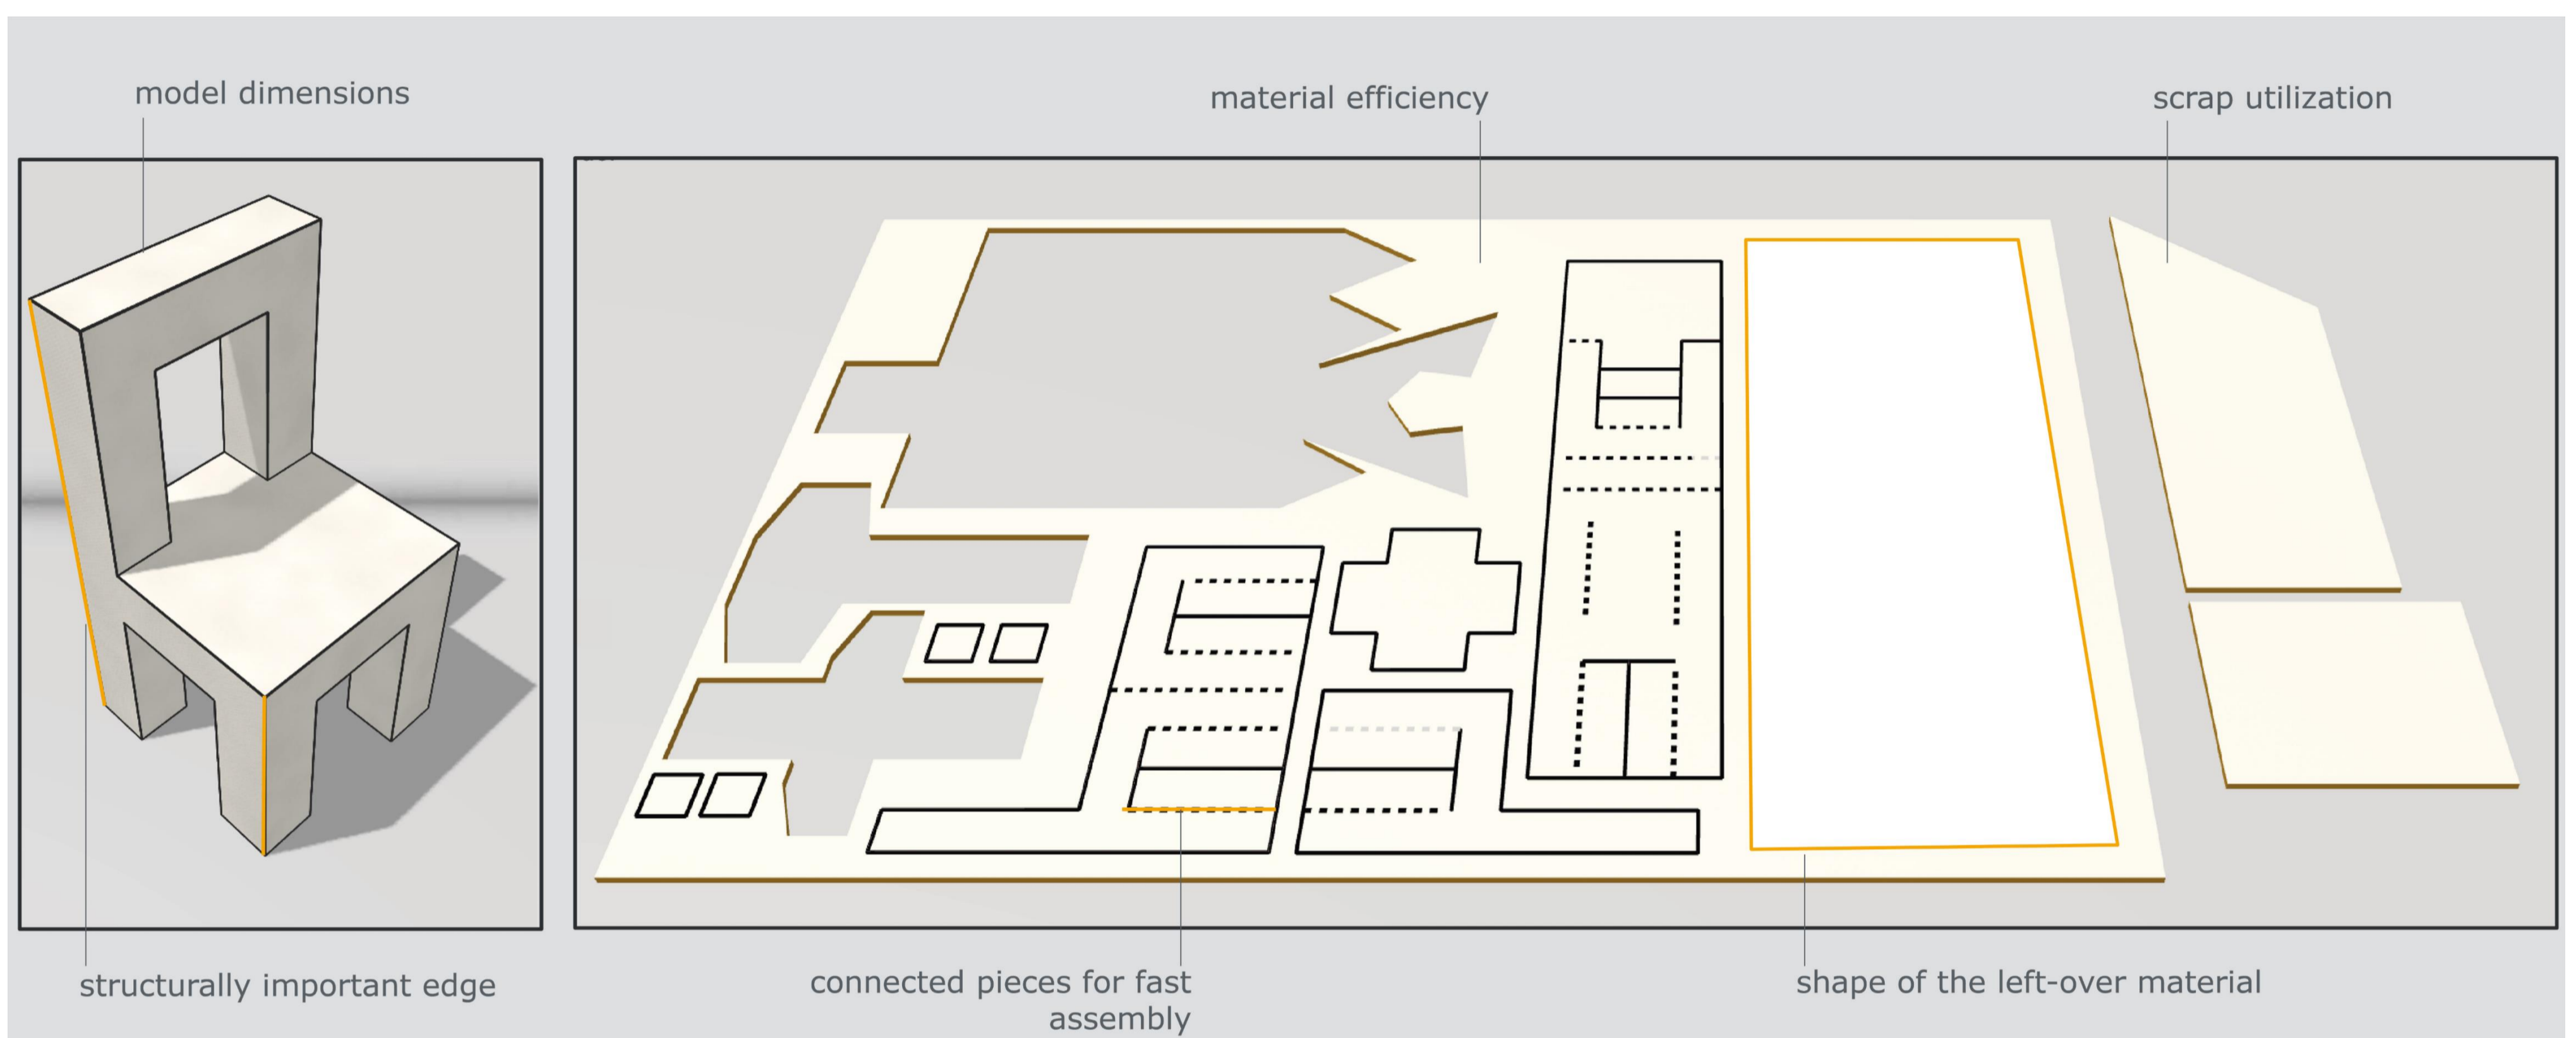 model dimensions
material efficiency
scrap utilization
structurally important edge
connected pieces for fast
assembly
shape of the left-over material